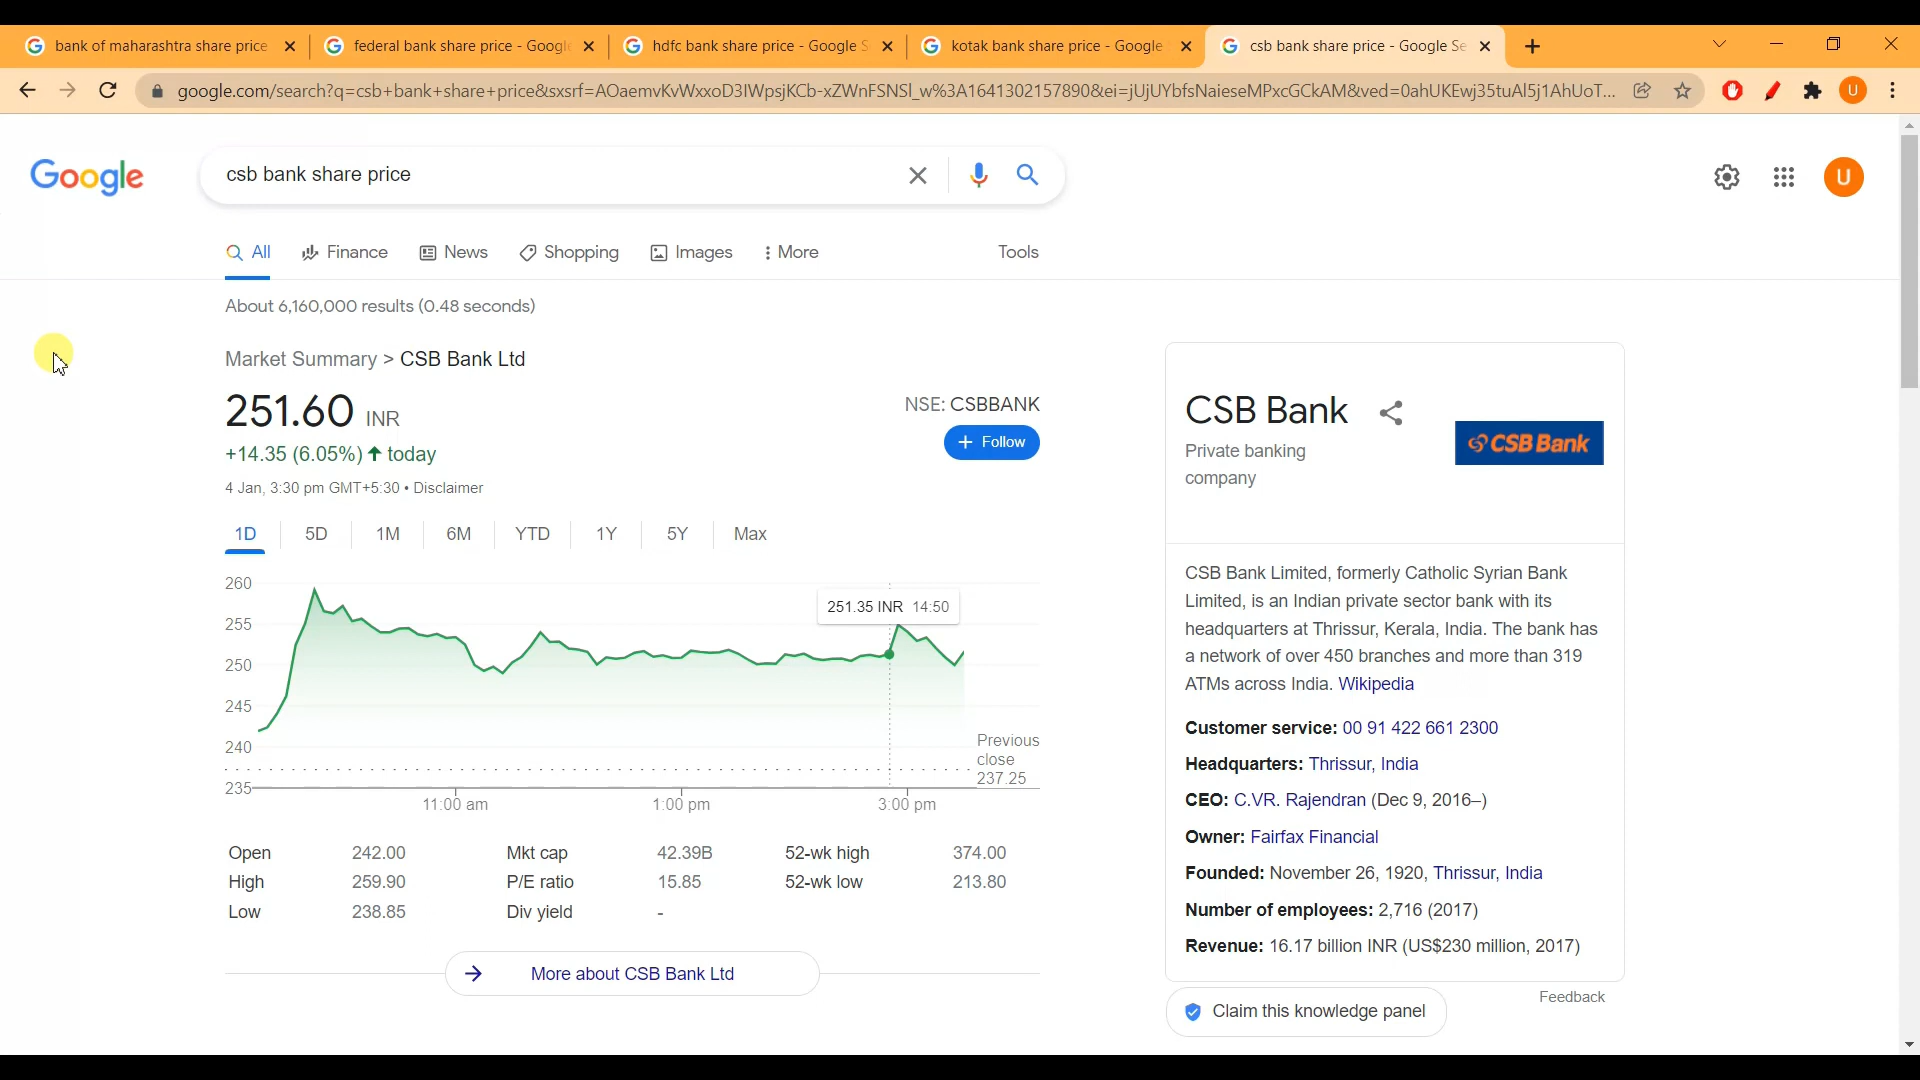 bank of maharashtra share price
federal bank share price - Googl
hdfc bank share price - Google S
kotak bank share price - Google
csb bank share price - Google Se
google.com/search?q=csb+bank+share+price&sxsrf=AOaemvKvWxxoD3IWpsjKCb-xZWnFSNSl_w%3A1641302157890&ei=jUjUYbfsNaieseMPxcGCkAM&ved=0ahUKEwj35tuAl5j1AhUoT...
U
Google
csb bank share price
U
All
Finance
News
Shopping
Images
More
Tools
About 6,160,000 results (0.48 seconds)
Market Summary > CSB Bank Ltd
251.60 INR
NSE: CSBBANK
+14.35 (6.05%) today
+ Follow
4 Jan, 3:30 pm GMT+5:30 • Disclaimer
1D 5D 1M 6M YTD 1Y 5Y Max
260
255
250
245
240
235
251.35 INR 14:50
Previous
close
237.25
11:00 am 1:00 pm 3:00 pm
Open 242.00 Mkt cap 42.39B 52-wk high 374.00
High 259.90 P/E ratio 15.85 52-wk low 213.80
Low 238.85 Div yield -
More about CSB Bank Ltd
CSB Bank
Private banking
company
CSB Bank
CSB Bank Limited, formerly Catholic Syrian Bank
Limited, is an Indian private sector bank with its
headquarters at Thrissur, Kerala, India. The bank has
a network of over 450 branches and more than 319
ATMs across India. Wikipedia
Customer service: 00 91 422 661 2300
Headquarters: Thrissur, India
CEO: C.VR. Rajendran (Dec 9, 2016–)
Owner: Fairfax Financial
Founded: November 26, 1920, Thrissur, India
Number of employees: 2,716 (2017)
Revenue: 16.17 billion INR (US$230 million, 2017)
Feedback
Claim this knowledge panel